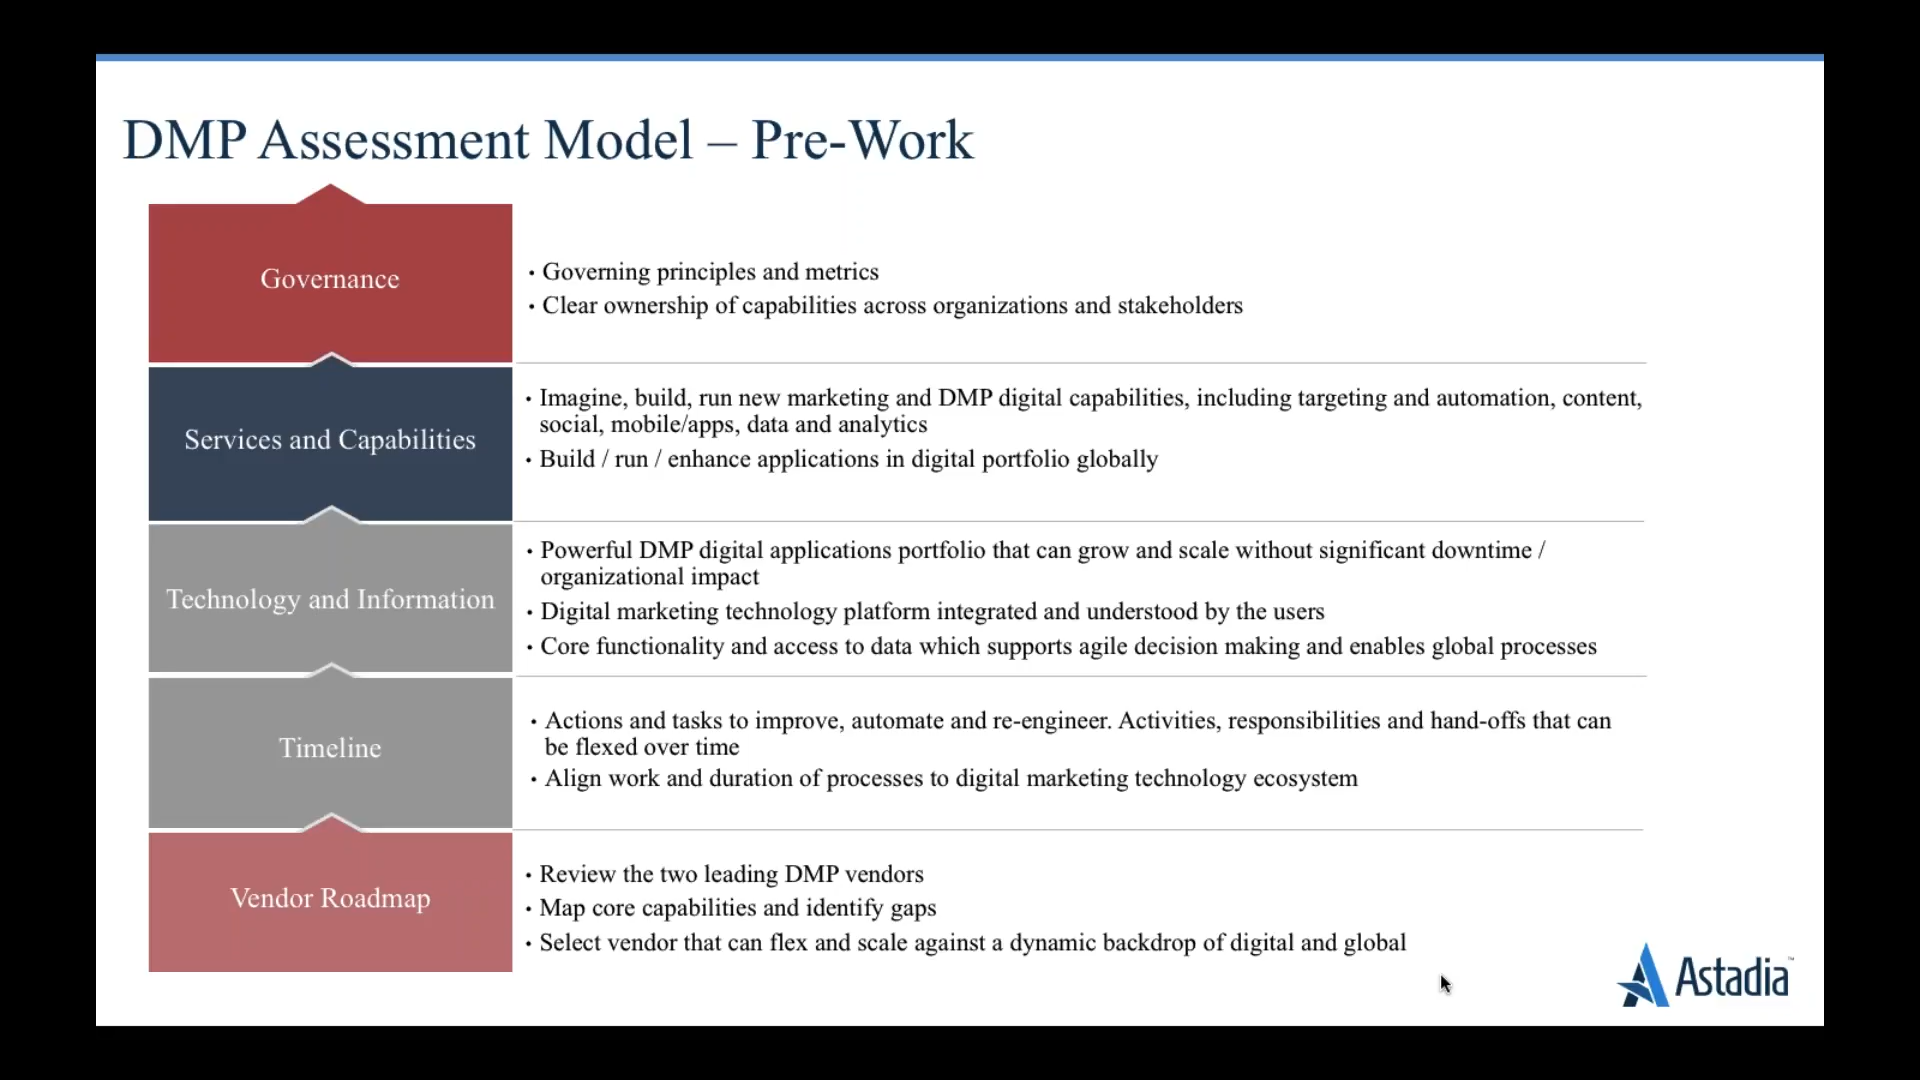 DMP Assessment Model – Pre-Work
Governance
• Governing principles and metrics
• Clear ownership of capabilities across organizations and stakeholders
Services and Capabilities
• Imagine, build, run new marketing and DMP digital capabilities, including targeting and automation, content,
social, mobile/apps, data and analytics
• Build / run / enhance applications in digital portfolio globally
Technology and Information
• Powerful DMP digital applications portfolio that can grow and scale without significant downtime /
organizational impact
• Digital marketing technology platform integrated and understood by the users
• Core functionality and access to data which supports agile decision making and enables global processes
Timeline
• Actions and tasks to improve, automate and re-engineer. Activities, responsibilities and hand-offs that can
be flexed over time
• Align work and duration of processes to digital marketing technology ecosystem
Vendor Roadmap
• Review the two leading DMP vendors
• Map core capabilities and identify gaps
• Select vendor that can flex and scale against a dynamic backdrop of digital and global
Astadia™